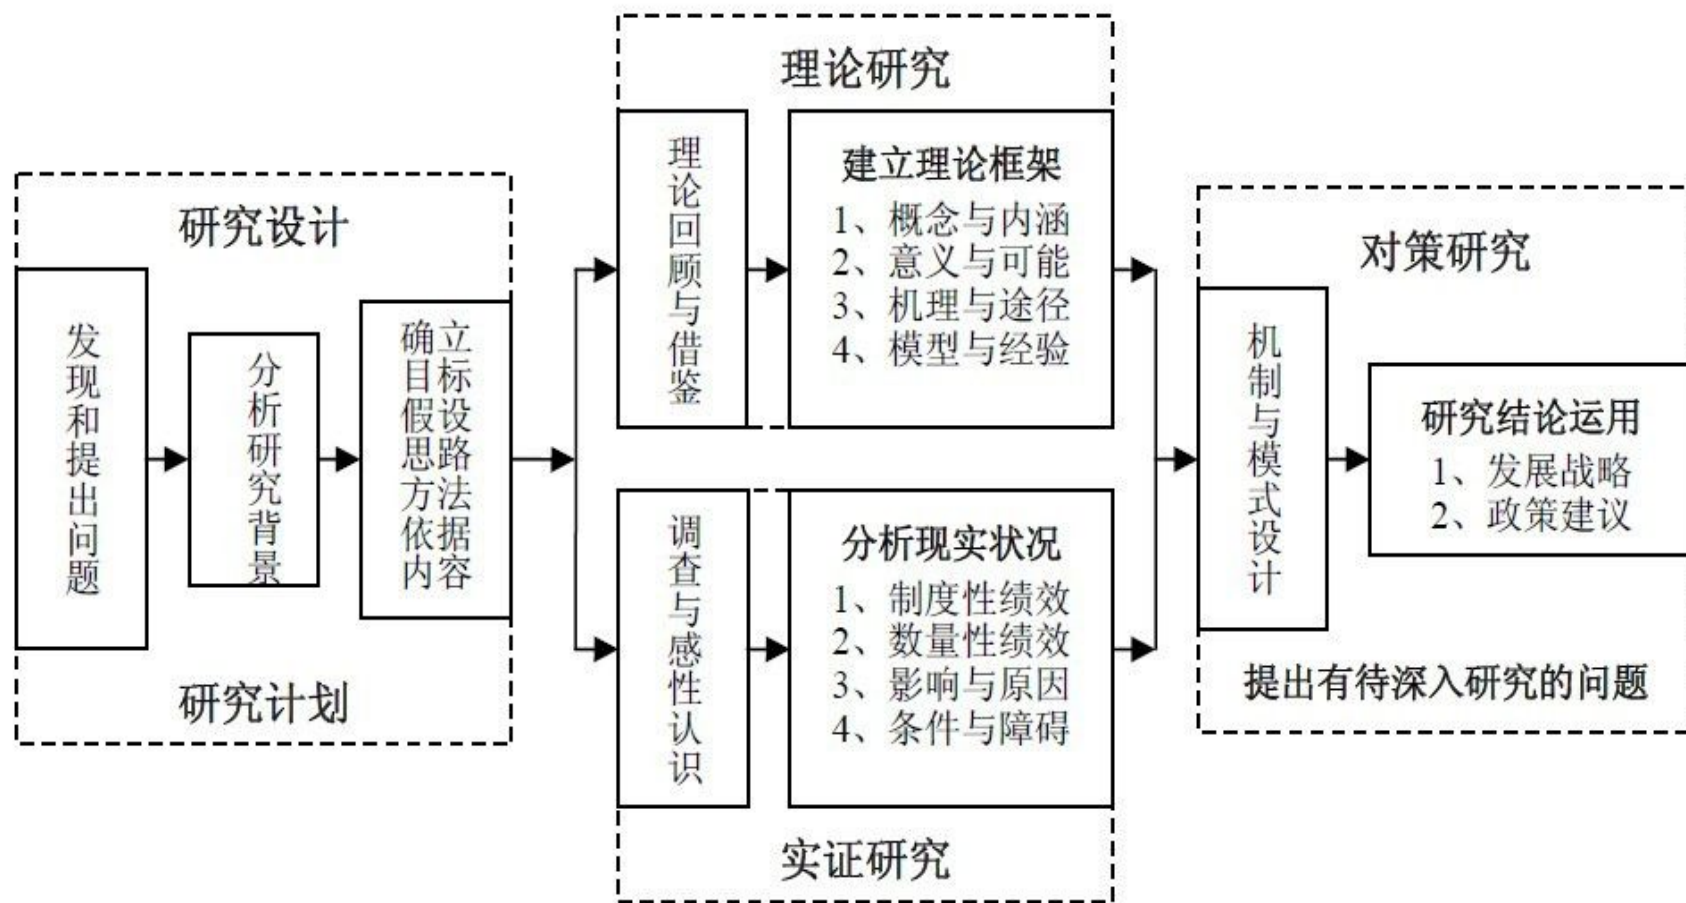 研究设计
发现和提出问题
分析研究背景
确立
目标
假设
思路
方法
依据
内容
研究计划
理论研究
理论回顾与借鉴
建立理论框架
1、概念与内涵
2、意义与可能
3、机理与途径
4、模型与经验
调查与感性认识
分析现实状况
1、制度性绩效
2、数量性绩效
3、影响与原因
4、条件与障碍
实证研究
对策研究
机制与模式设计
研究结论运用
1、发展战略
2、政策建议
提出有待深入研究的问题